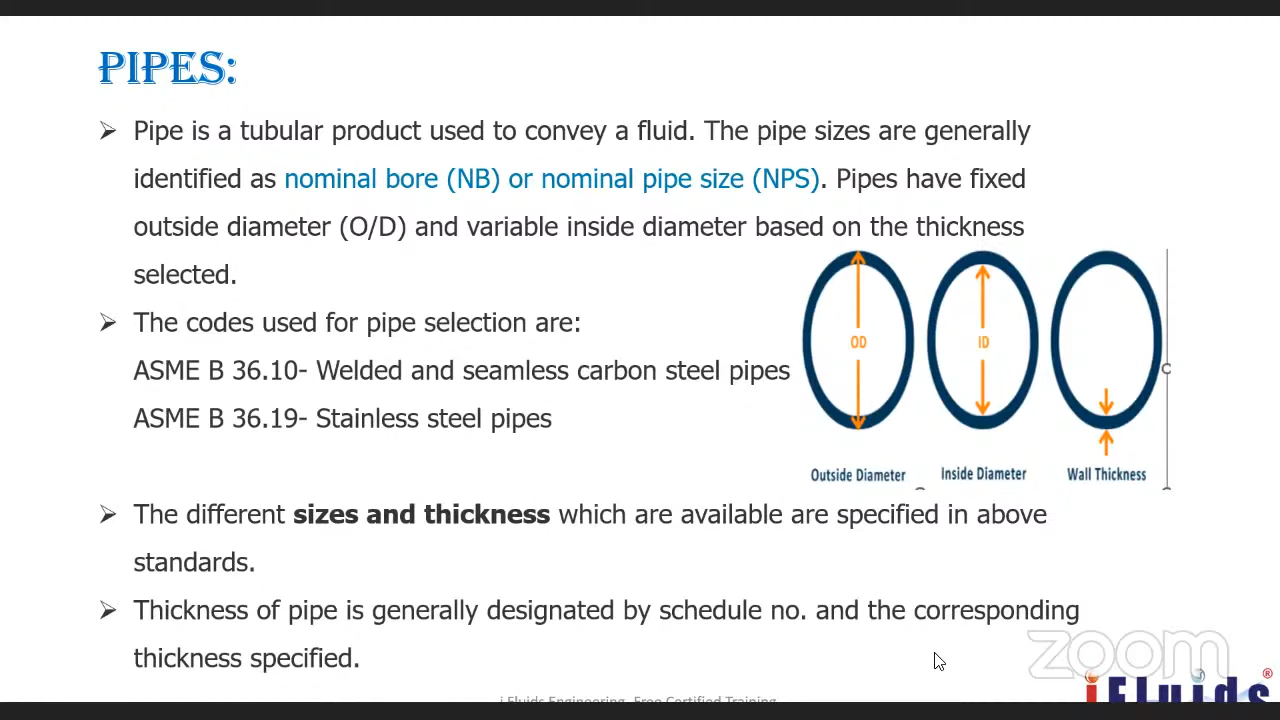 PIPES:
➢ Pipe is a tubular product used to convey a fluid. The pipe sizes are generally
identified as nominal bore (NB) or nominal pipe size (NPS). Pipes have fixed
outside diameter (O/D) and variable inside diameter based on the thickness
selected.
➢ The codes used for pipe selection are:
ASME B 36.10- Welded and seamless carbon steel pipes
ASME B 36.19- Stainless steel pipes
OD
ID
Outside Diameter
Inside Diameter
Wall Thickness
➢ The different sizes and thickness which are available are specified in above
standards.
➢ Thickness of pipe is generally designated by schedule no. and the corresponding
thickness specified.
zoom
iFluids®
i Fluids Engineering- Free Certified Training